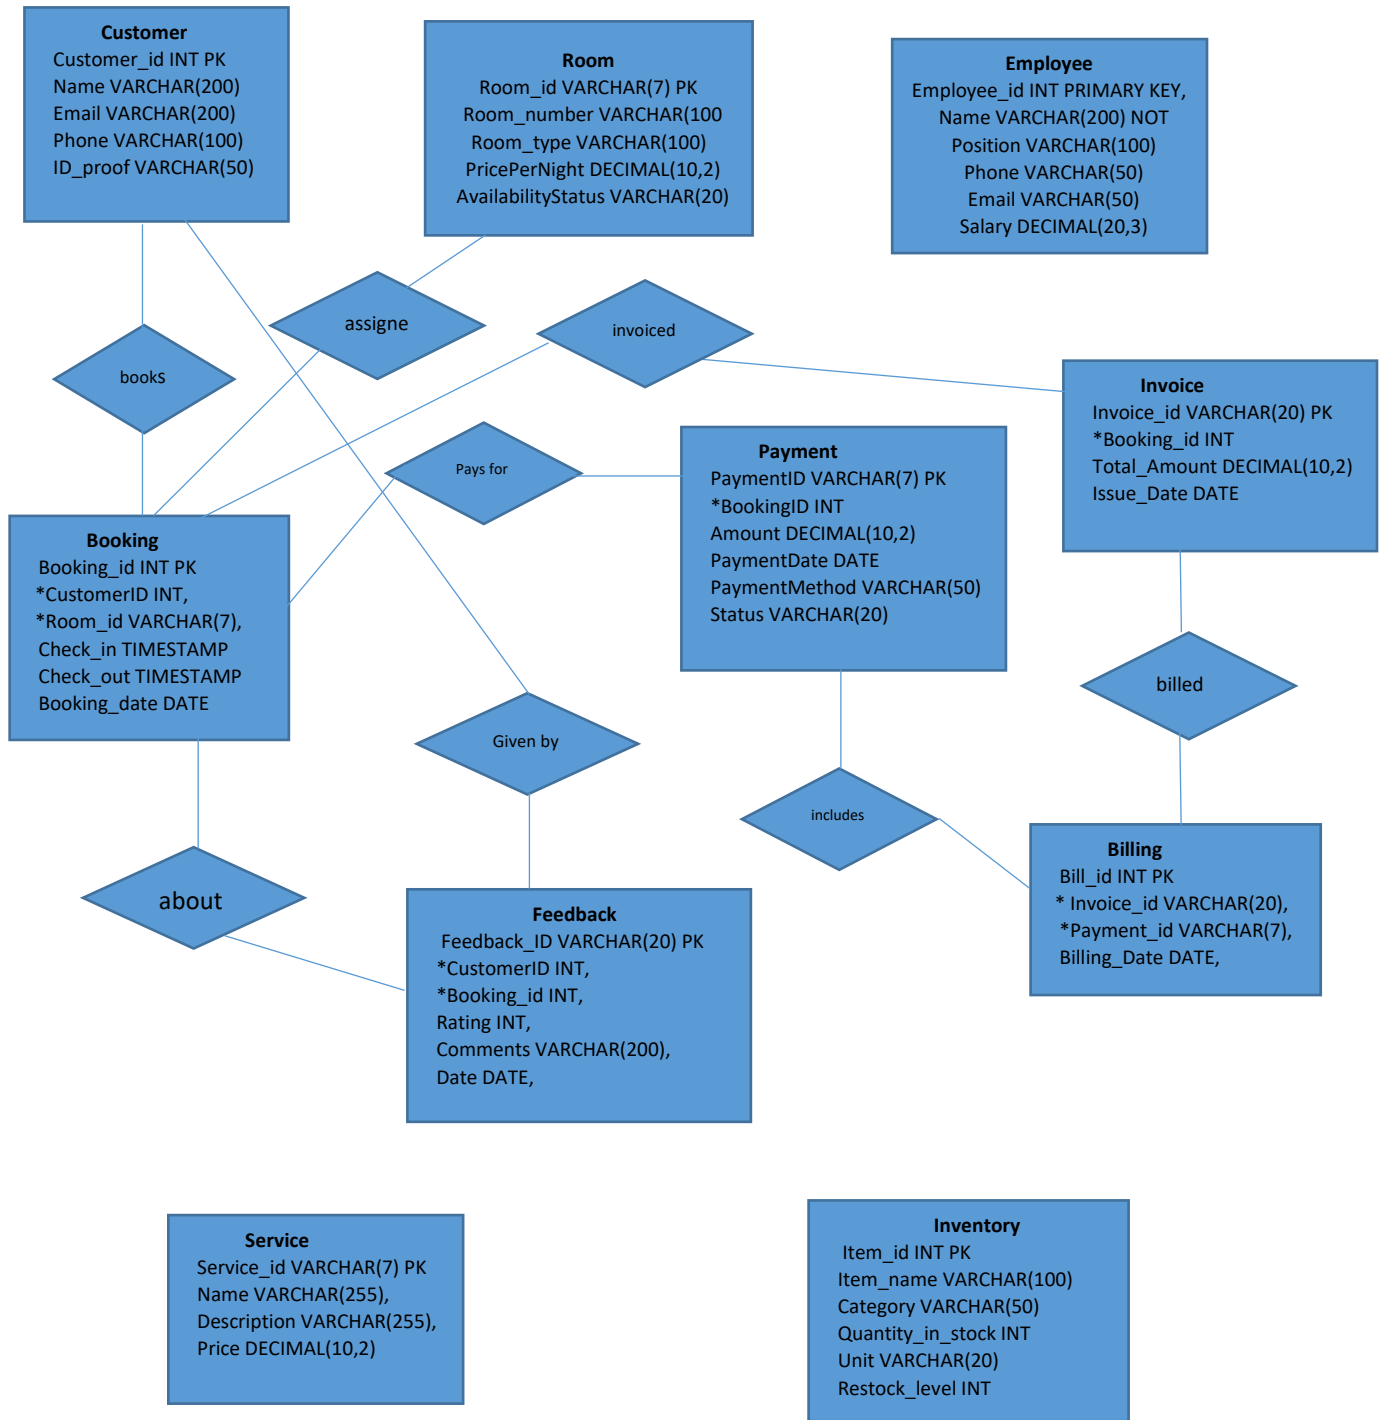 Customer
Customer_id INT PK
Name VARCHAR(200)
Email VARCHAR(200)
Phone VARCHAR(100)
ID_proof VARCHAR(50)
Room
Room_id VARCHAR(7) PK
Room_number VARCHAR(100
Room_type VARCHAR(100)
PricePerNight DECIMAL(10,2)
AvailabilityStatus VARCHAR(20)
Employee
Employee_id INT PRIMARY KEY,
Name VARCHAR(200) NOT
Position VARCHAR(100)
Phone VARCHAR(50)
Email VARCHAR(50)
Salary DECIMAL(20,3)
assigne
invoiced
books
Invoice
Invoice_id VARCHAR(20) PK
*Booking_id INT
Total_Amount DECIMAL(10,2)
Issue_Date DATE
Pays for
Payment
PaymentID VARCHAR(7) PK
*BookingID INT
Amount DECIMAL(10,2)
PaymentDate DATE
PaymentMethod VARCHAR(50)
Status VARCHAR(20)
Booking
Booking_id INT PK
*CustomerID INT,
*Room_id VARCHAR(7),
Check_in TIMESTAMP
Check_out TIMESTAMP
Booking_date DATE
billed
Given by
includes
Billing
Bill_id INT PK
* Invoice_id VARCHAR(20),
*Payment_id VARCHAR(7),
Billing_Date DATE,
about
Feedback
Feedback_ID VARCHAR(20) PK
*CustomerID INT,
*Booking_id INT,
Rating INT,
Comments VARCHAR(200),
Date DATE,
Service
Service_id VARCHAR(7) PK
Name VARCHAR(255),
Description VARCHAR(255),
Price DECIMAL(10,2)
Inventory
Item_id INT PK
Item_name VARCHAR(100)
Category VARCHAR(50)
Quantity_in_stock INT
Unit VARCHAR(20)
Restock_level INT